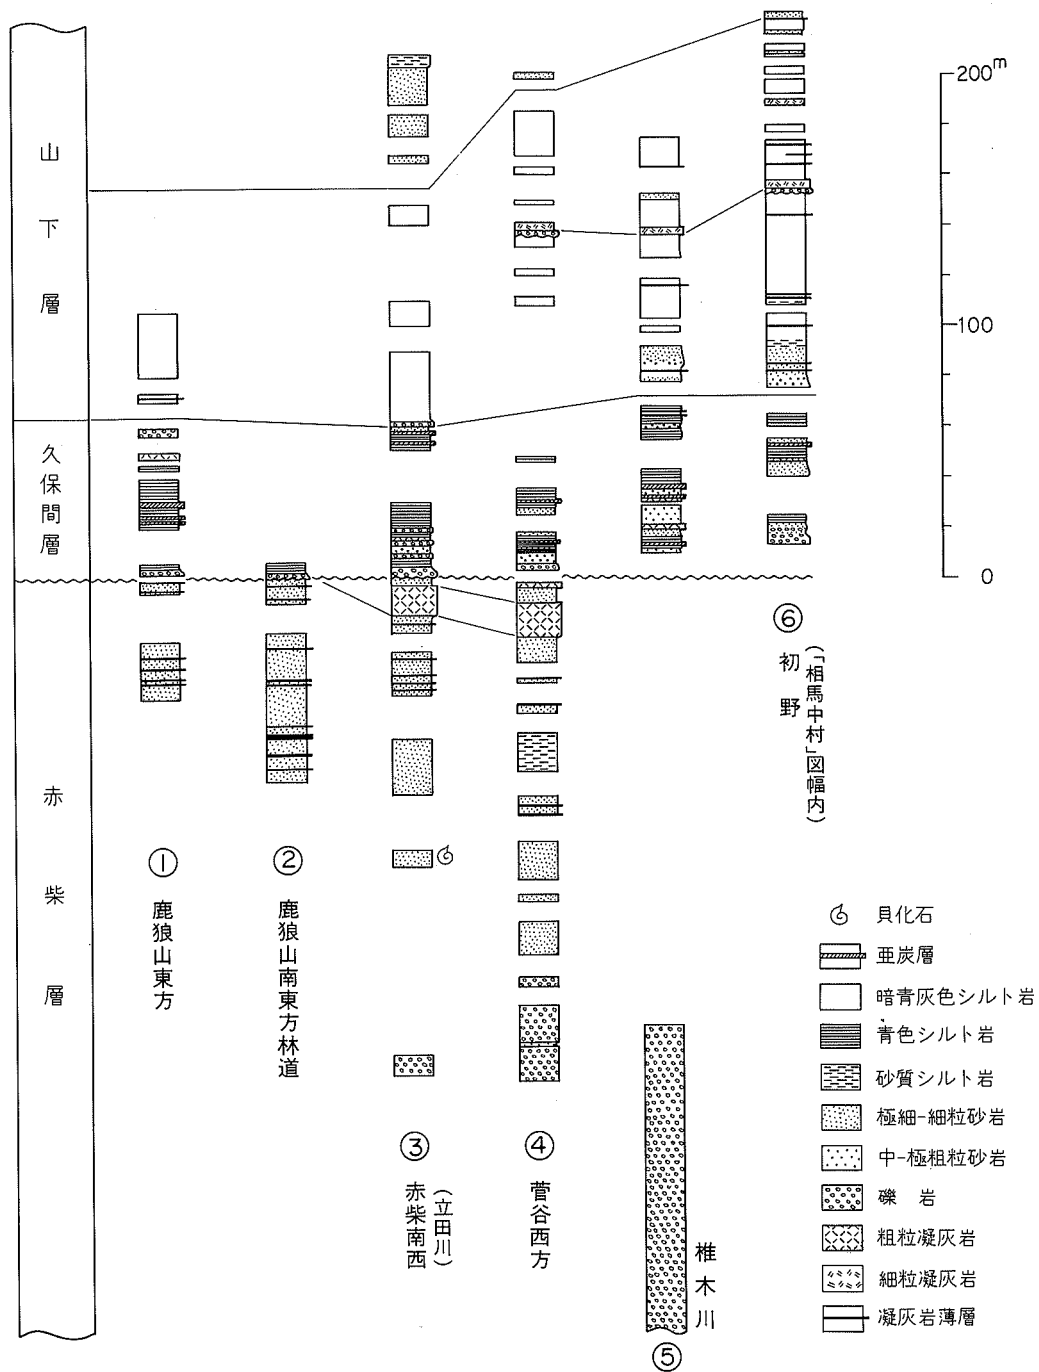 山下層
久保間層
赤柴層
200m
100
0
①
鹿狼山東方
②
鹿狼山南東方林道
③
赤柴南西
(立田川)
④
菅谷西方
⑤
椎木川
⑥
初野
(「相馬中村」図幅内)
貝化石
亜炭層
暗青灰色シルト岩
青色シルト岩
砂質シルト岩
極細-細粒砂岩
中-極粗粒砂岩
礫岩
粗粒凝灰岩
細粒凝灰岩
凝灰岩薄層